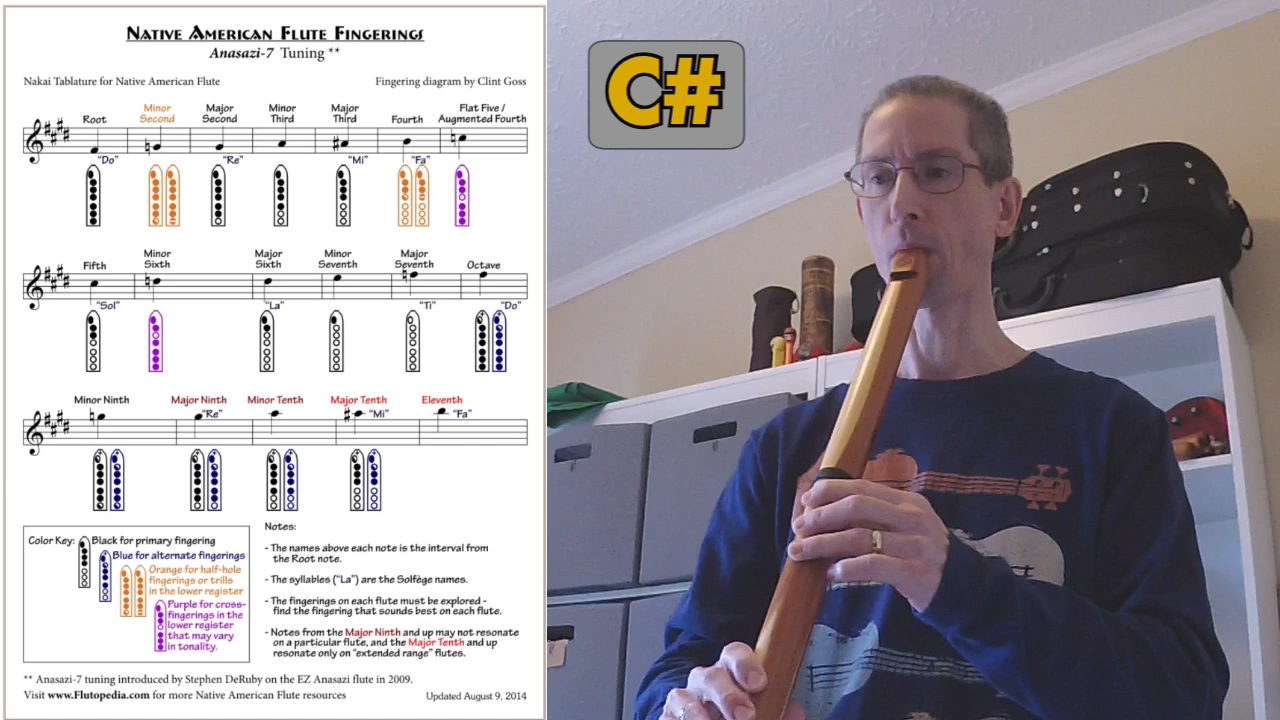 NATIVE AMERICAN FLUTE FINGERINGS
Anasazi-7 Tuning **
Nakai Tablature for Native American Flute
Fingering diagram by Clint Goss
Root
Minor
Second
Major
Second
Minor
Third
Major
Third
Fourth
Flat Five /
Augmented Fourth
"Do"
"Re"
"Mi"
"Fa"
Fifth
Minor
Sixth
Major
Sixth
Minor
Seventh
Major
Seventh
Octave
"Sol"
"La"
"Ti"
"Do"
Minor Ninth
Major Ninth
Minor Tenth
Major Tenth
Eleventh
"Re"
"Mi"
"Fa"
Color Key:
Black for primary fingering
Blue for alternate fingerings
Orange for half-hole
fingerings or trills
in the lower register
Purple for cross-
fingerings in the
lower register
that may vary
in tonality.
Notes:
- The names above each note is the interval from
the Root note.
- The syllables ("La") are the Solfège names.
- The fingerings on each flute must be explored -
find the fingering that sounds best on each flute.
- Notes from the Major Ninth and up may not resonate
on a particular flute, and the Major Tenth and up
resonate only on "extended range" flutes.
** Anasazi-7 tuning introduced by Stephen DeRuby on the EZ Anasazi flute in 2009.
Visit www.Flutopedia.com for more Native American Flute resources
Updated August 9, 2014
C#